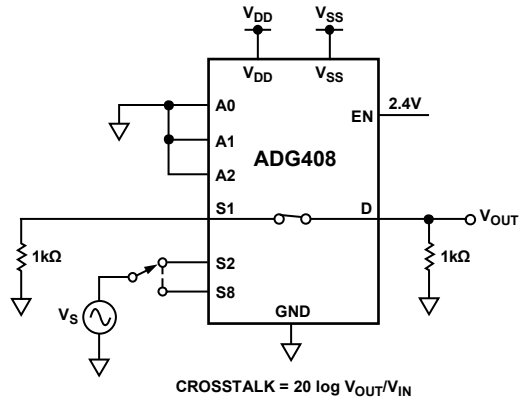 VDD VSS
VDD VSS
A0
EN 2.4V
A1
ADG408
A2
S1 D
VOUT
1kΩ 1kΩ
S2
VS
S8
GND
CROSSTALK = 20 log VOUT/VIN